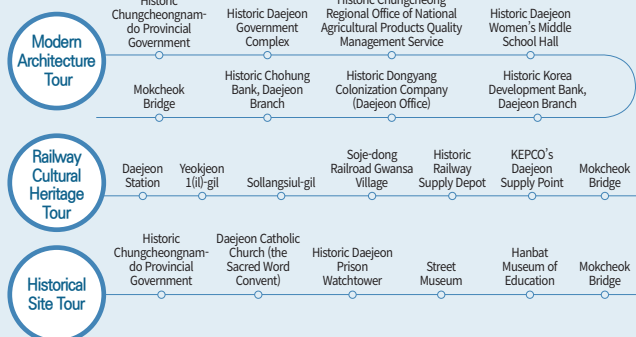 Modern
Architecture
Tour
Historic
Chungcheongnam-
do Provincial
Government
Historic Daejeon
Government
Complex
Historic Chungcheong
Regional Office of National
Agricultural Products Quality
Management Service
Historic Daejeon
Women's Middle
School Hall
Mokcheok
Bridge
Historic Chohung
Bank, Daejeon
Branch
Historic Dongyang
Colonization Company
(Daejeon Office)
Historic Korea
Development Bank,
Daejeon Branch
Railway
Cultural
Heritage
Tour
Daejeon
Station
Yeokjeon
1(il)-gil
Sollangsiul-gil
Soje-dong
Railroad Gwansa
Village
Historic
Railway
Supply Depot
KEPCO's
Daejeon
Supply Point
Mokcheok
Bridge
Historical
Site Tour
Historic
Chungcheongnam-
do Provincial
Government
Daejeon Catholic
Church (the
Sacred Word
Convent)
Historic Daejeon
Prison
Watchtower
Street
Museum
Hanbat
Museum of
Education
Mokcheok
Bridge